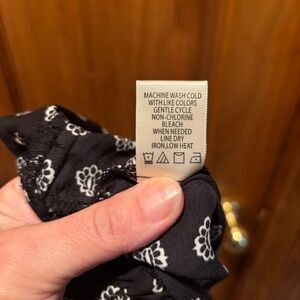 MACHINE WASH COLD
WITH LIKE COLORS
GENTLE CYCLE
NON-CHLORINE
BLEACH
WHEN NEEDED
LINE DRY
IRON, LOW HEAT